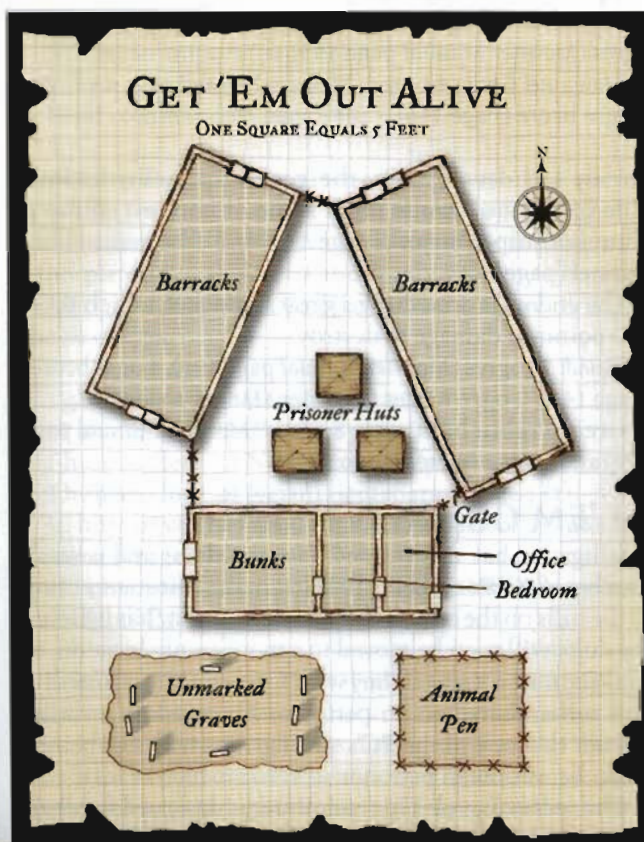 Get 'Em Out Alive
One Square Equals 5 Feet
N
Barracks
Barracks
Prisoner Huts
Gate
Bunks
Office
Bedroom
Unmarked
Graves
Animal
Pen